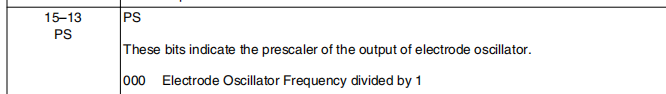 15–13 PS
PS
These bits indicate the prescaler of the output of electrode oscillator.
000 Electrode Oscillator Frequency divided by 1